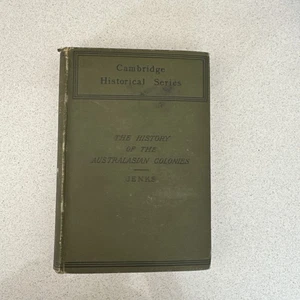 Cambridge
Historical Series
THE HISTORY
OF THE
AUSTRALASIAN COLONIES
JENKS